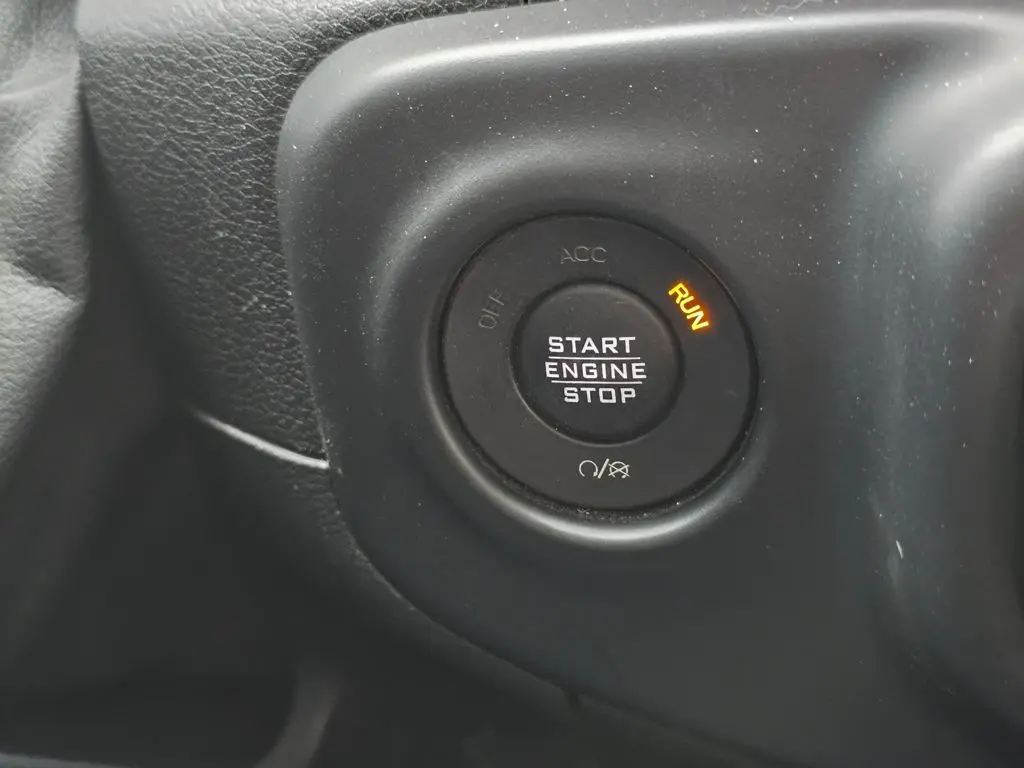 ACC
OFF
RUN
START
ENGINE
STOP